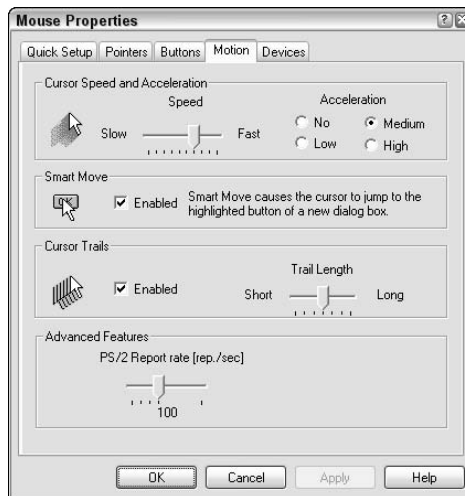 Mouse Properties
Quick Setup Pointers Buttons Motion Devices
Cursor Speed and Acceleration
Speed
Slow Fast
Acceleration
No Medium
Low High
Smart Move
OK
Enabled
Smart Move causes the cursor to jump to the
highlighted button of a new dialog box.
Cursor Trails
Enabled
Trail Length
Short Long
Advanced Features
PS/2 Report rate [rep./sec]
100
OK Cancel Apply Help